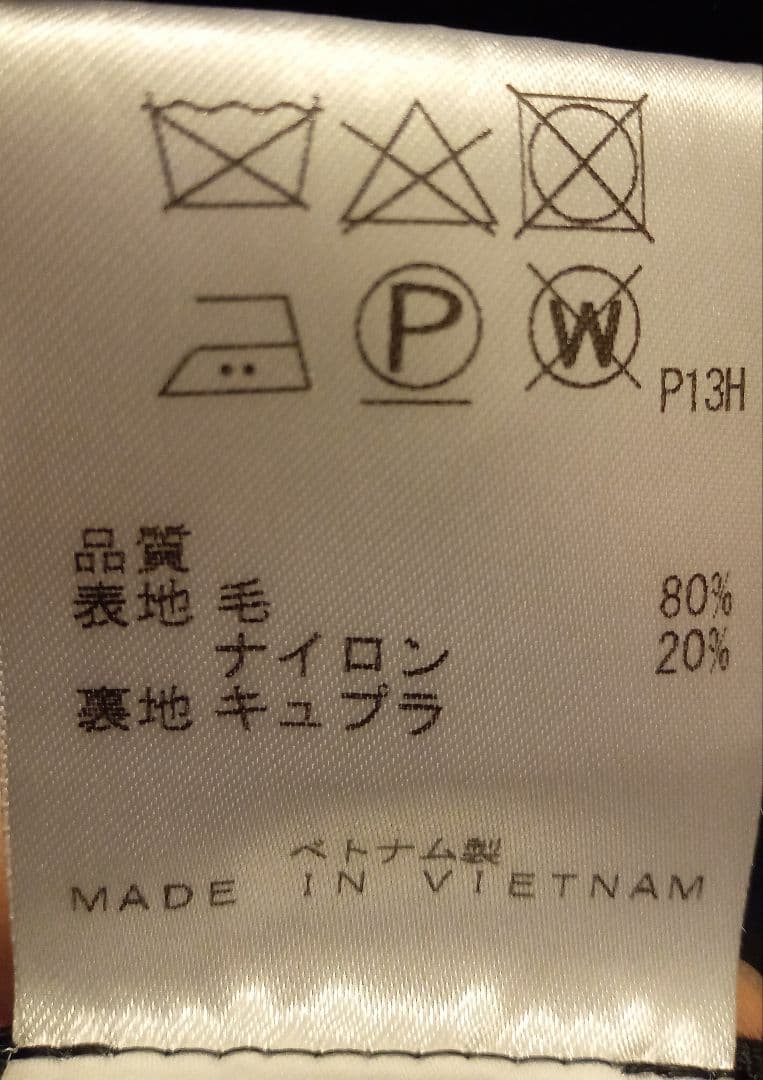 P
W
P13H
品質
表地 毛 80%
ナイロン 20%
裏地 キュプラ
ベトナム製
MADE IN VIETNAM